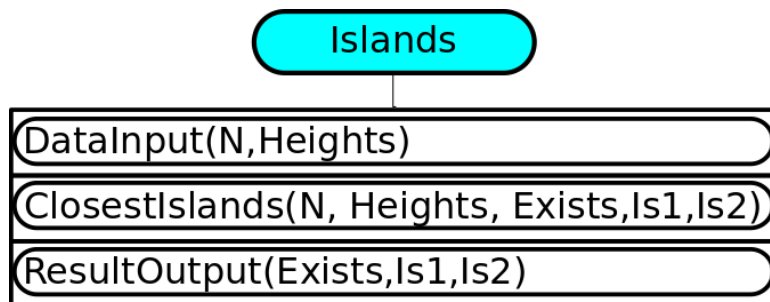 Islands
DataInput(N,Heights)
ClosestIslands(N, Heights, Exists,Is1,Is2)
ResultOutput(Exists,Is1,Is2)